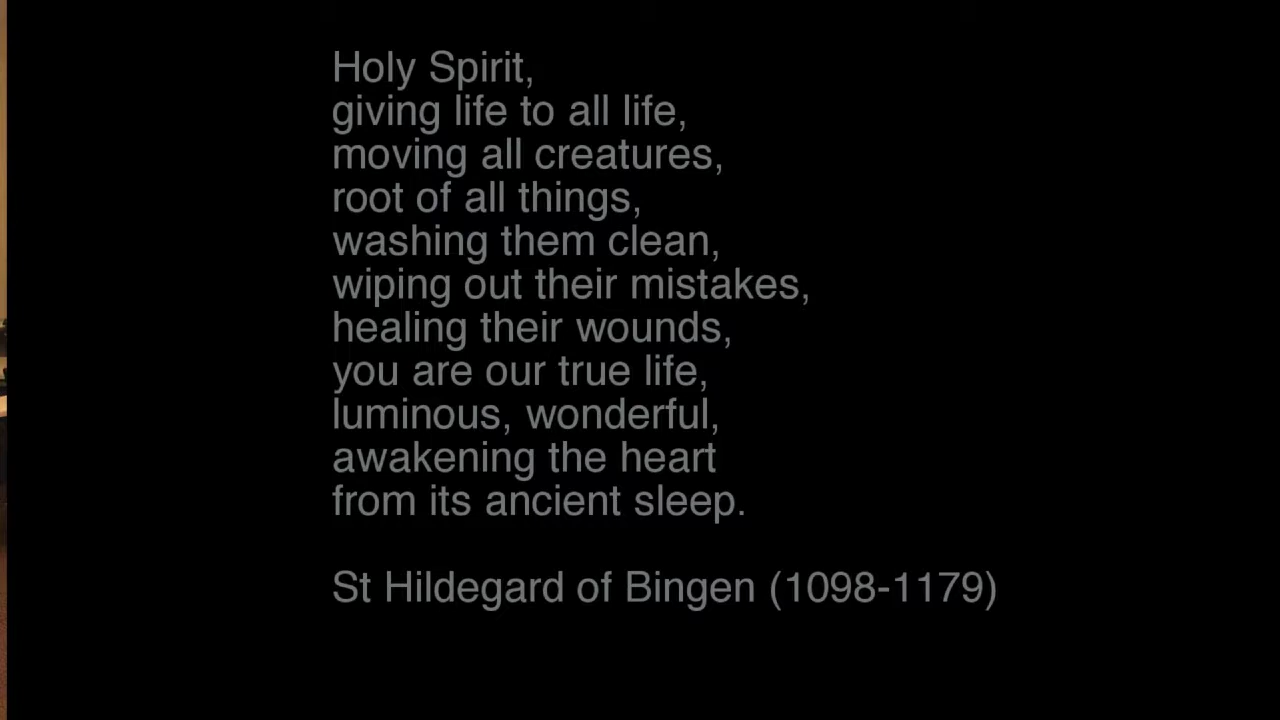 Holy Spirit,
giving life to all life,
moving all creatures,
root of all things,
washing them clean,
wiping out their mistakes,
healing their wounds,
you are our true life,
luminous, wonderful,
awakening the heart
from its ancient sleep.
St Hildegard of Bingen (1098-1179)